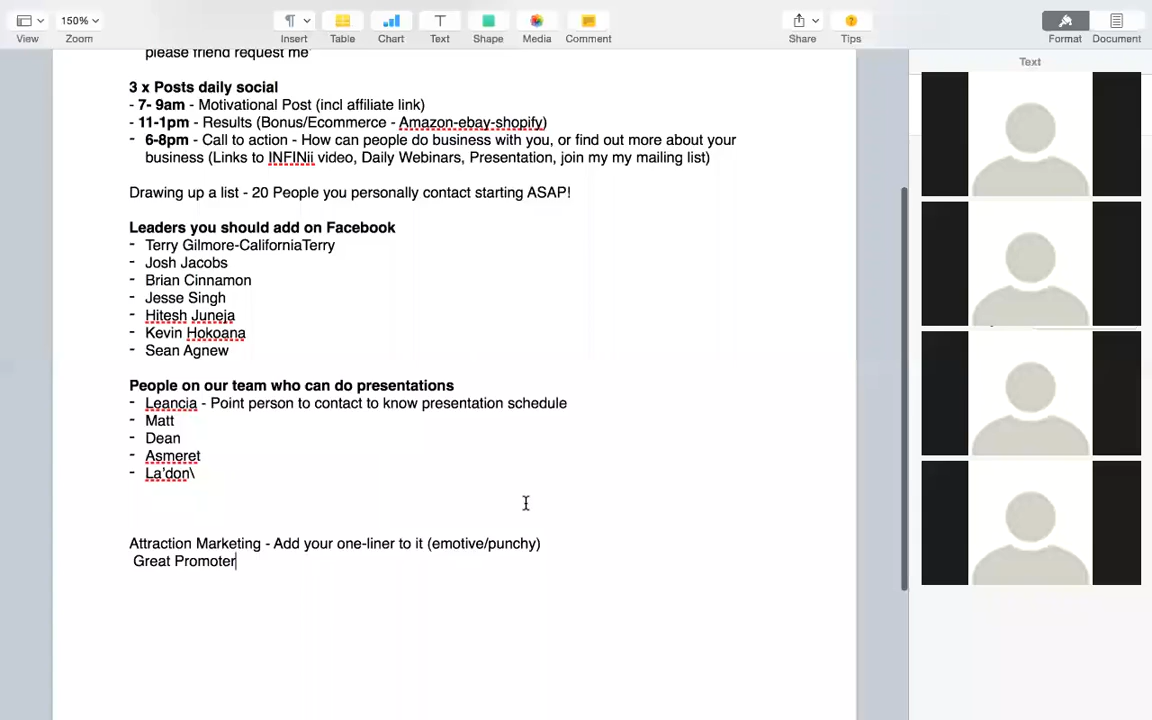 150%
View
Zoom
Insert
Table
Chart
Text
Shape
Media
Comment
Share
Tips
Format
Document
Text
please friend request me'
3 x Posts daily social
- 7- 9am - Motivational Post (incl affiliate link)
- 11-1pm - Results (Bonus/Ecommerce - Amazon-ebay-shopify)
- 6-8pm - Call to action - How can people do business with you, or find out more about your
business (Links to INFINii video, Daily Webinars, Presentation, join my my mailing list)
Drawing up a list - 20 People you personally contact starting ASAP!
Leaders you should add on Facebook
- Terry Gilmore-CaliforniaTerry
- Josh Jacobs
- Brian Cinnamon
- Jesse Singh
- Hitesh Juneja
- Kevin Hokoana
- Sean Agnew
People on our team who can do presentations
- Leancia - Point person to contact to know presentation schedule
- Matt
- Dean
- Asmeret
- La'don\
Attraction Marketing - Add your one-liner to it (emotive/punchy)
Great Promoter